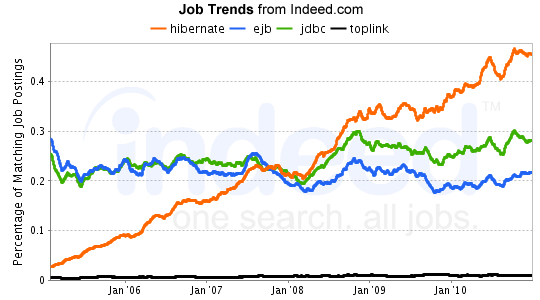 Job Trends from Indeed.com
hibernate ejb jdbc toplink
Percentage of Matching Job Postings
0.4
0.3
0.2
0.1
0
Jan'06 Jan'07 Jan'08 Jan'09 Jan'10
indeed™
one search. all jobs